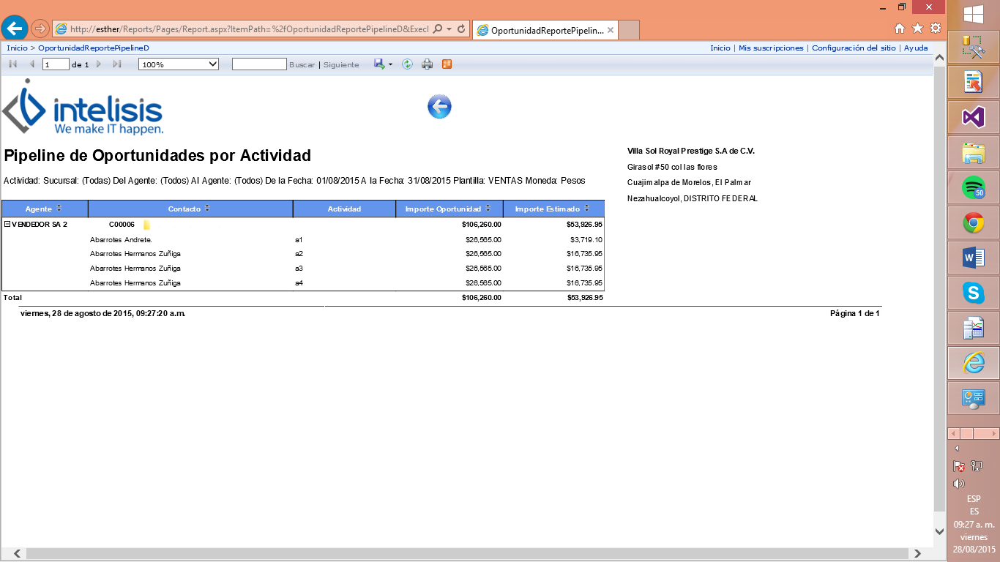 http://esther/Reports/Pages/Report.aspx?ItemPath=%2fOportunidadReportePipelineD&Execl
OportunidadReportePipelin...
Inicio > OportunidadReportePipelineD
Inicio | Mis suscripciones | Configuración del sitio | Ayuda
1 de 1 100% Buscar | Siguiente
intelisis
We make IT happen.
Pipeline de Oportunidades por Actividad
Villa Sol Royal Prestige S.A de C.V.
Girasol #50 col las flores
Cuajimalpa de Morelos, El Palmar
Nezahualcoyol, DISTRITO FEDERAL
Actividad: Sucursal: (Todas) Del Agente: (Todos) Al Agente: (Todos) De la Fecha: 01/08/2015 A la Fecha: 31/08/2015 Plantilla: VENTAS Moneda: Pesos
Agente Contacto Actividad Importe Oportunidad Importe Estimado
VENDEDOR SA 2 C00006 $106,260.00 $53,926.95
Abarrotes Andrete. a1 $26,565.00 $3,719.10
Abarrotes Hermanos Zuñiga a2 $26,565.00 $16,735.95
Abarrotes Hermanos Zuñiga a3 $26,565.00 $16,735.95
Abarrotes Hermanos Zuñiga a4 $26,565.00 $16,735.95
Total $106,260.00 $53,926.95
viernes, 28 de agosto de 2015, 09:27:20 a.m. Página 1 de 1
50
ESP
ES
09:27 a. m.
viernes
28/08/2015